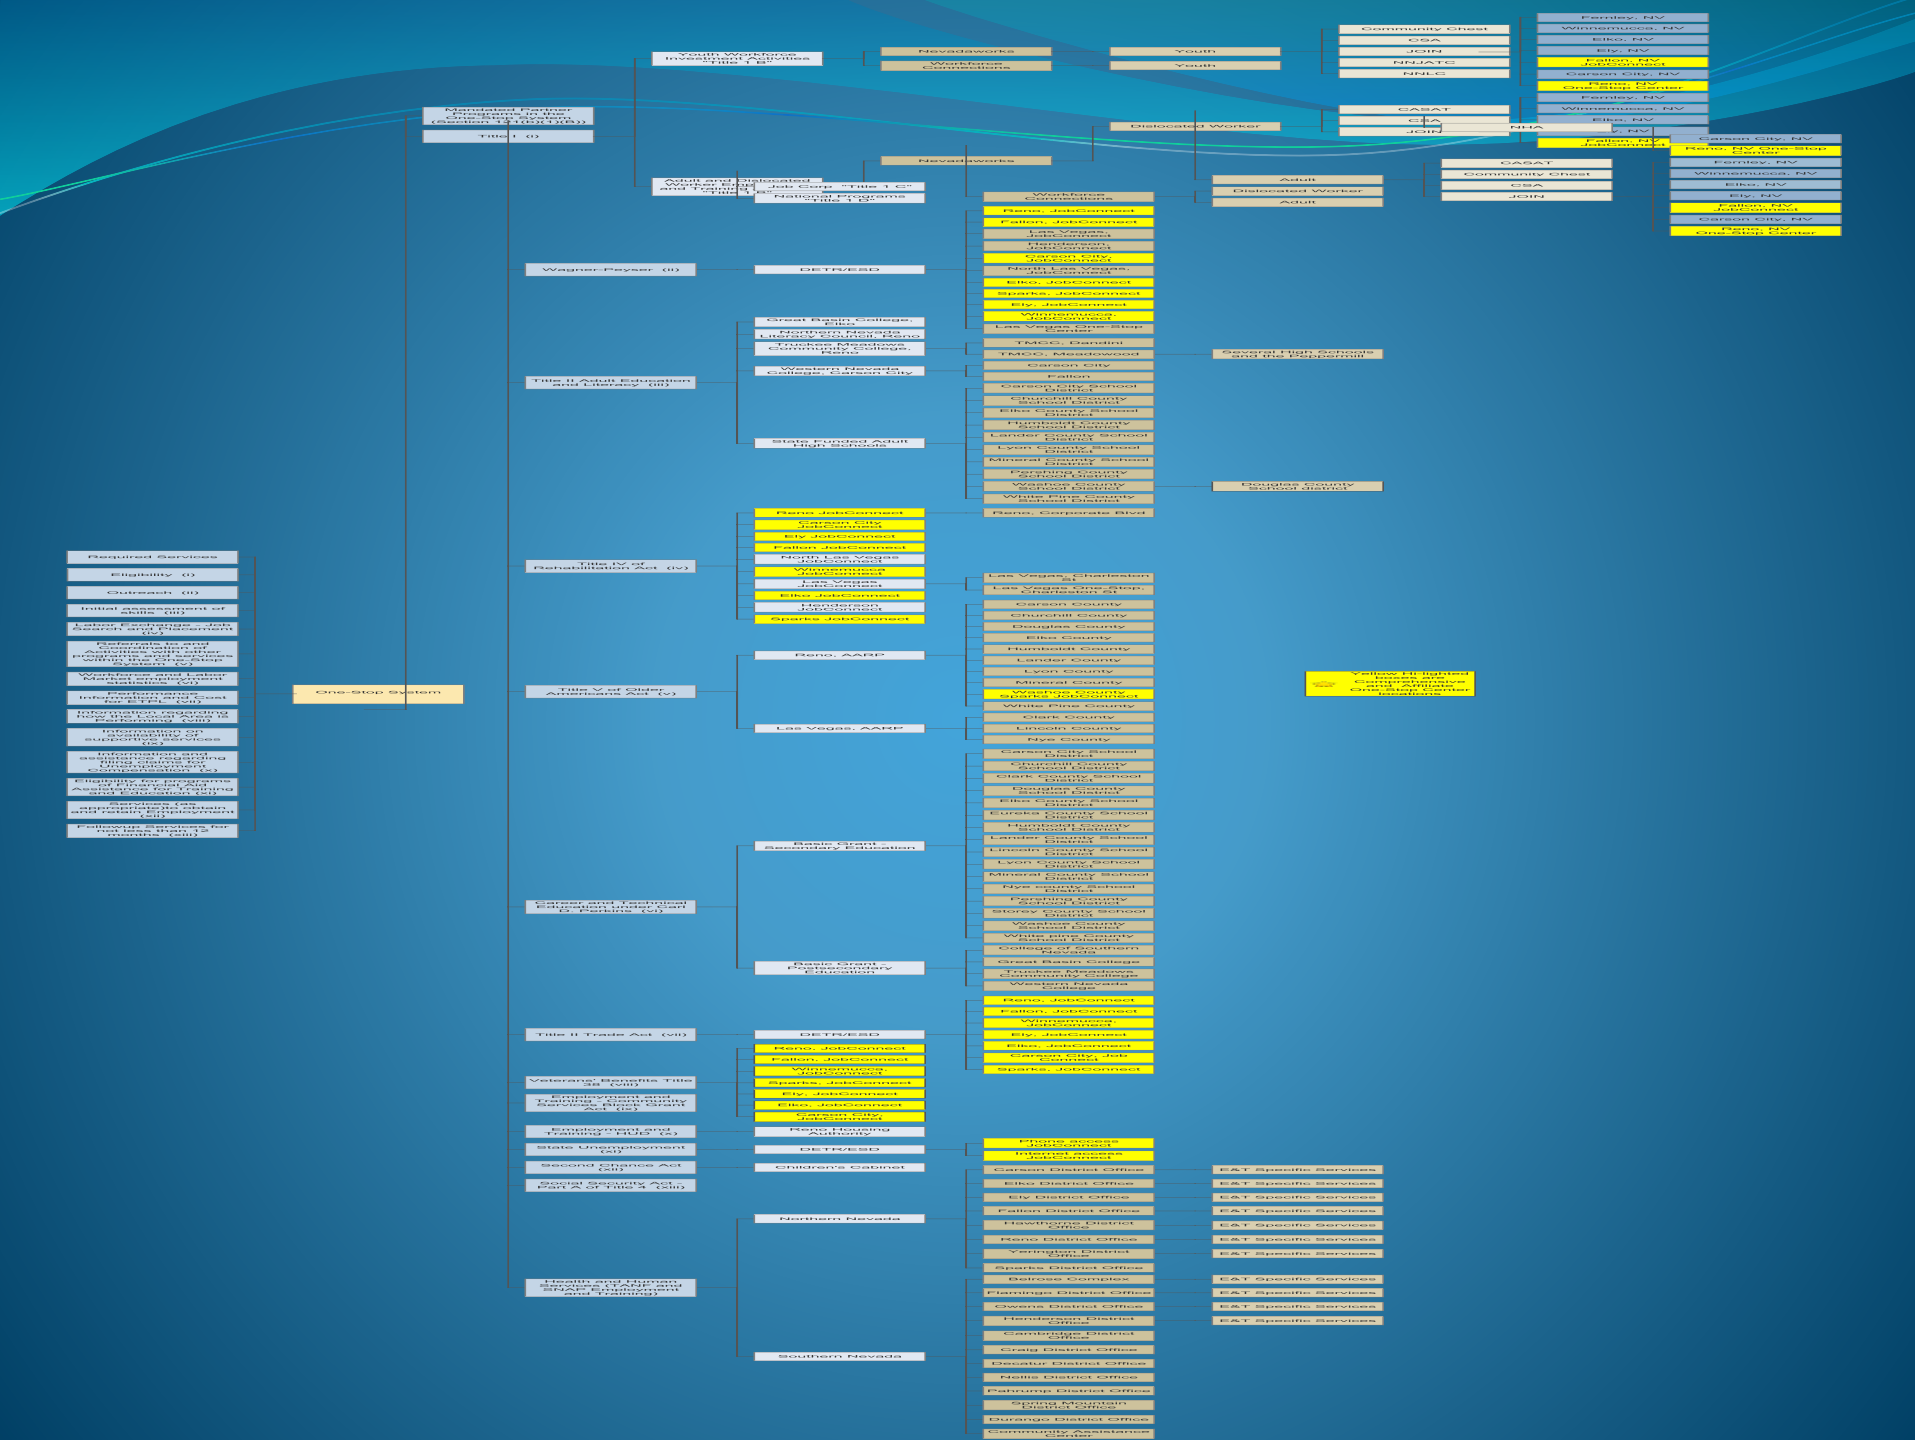 Required Services
Eligibility  (i)
Outreach  (ii)
Initial assessment of
skills  (iii)
Labor Exchange - Job
Search and Placement
(iv)
Referrals to and
Coordination of
Activities with other
programs and services
within the One-Stop
System  (v)
Workforce and Labor
Market employment
statistics  (vi)
Performance
Information and Cost
for ETPL  (vii)
Information regarding
how the Local Area is
Performing  (viii)
Information on
availability of
supportive services
(ix)
Information and
assistance regarding
filing claims for
Unemployment
Compensation  (x)
Eligibility for programs
of Financial Aid
Assistance for Training
and Education (xi)
Services (as
appropriate)to obtain
and retain Employment
(xii)
Followup Services for
not less than 12
months  (xiii)
One-Stop System
Mandated Partner
Programs in the
One-Stop System
(Section 121(b)(1)(B))
Title I  (i)
Youth Workforce
Investment Activities
"Title 1 B"
Nevadaworks
Workforce
Connections
Youth
Youth
Community Chest
CSA
JOIN
NNJATC
NNLC
Fernley, NV
Winnemucca, NV
Elko, NV
Ely, NV
Fallon, NV
JobConnect
Carson City, NV
Reno, NV
One-Stop Center
Adult and Dislocated
Worker
and Training
"Title 1 B"
Job Corp  "Title 1 C"
National Programs
"Title 1 D"
Nevadaworks
Dislocated Worker
CASAT
CSA
JOIN
Fernley, NV
Winnemucca, NV
Elko, NV
NV
Fallon, NV
JobConnect
NHA
Carson City, NV
Reno, NV One-Stop
Center
Adult
CASAT
Community Chest
CSA
JOIN
Fernley, NV
Winnemucca, NV
Elko, NV
Ely, NV
Fallon, NV
JobConnect
Carson City, NV
Reno, NV
One-Stop Center
Workforce
Connections
Dislocated Worker
Adult
Wagner-Peyser  (ii)
DETR/ESD
Reno, JobConnect
Fallon, JobConnect
Las Vegas,
JobConnect
Henderson,
JobConnect
Carson City,
JobConnect
North Las Vegas,
JobConnect
Elko, JobConnect
Sparks, JobConnect
Ely, JobConnect
Winnemucca,
JobConnect
Las Vegas One-Stop
Center
Title II Adult Education
and Literacy  (iii)
Great Basin College,
Elko
Northern Nevada
Literacy Council, Reno
Truckee Meadows
Community College,
Reno
TMCC, Dandini
TMCC, Meadowood
Several High Schools
and the Peppermill
Western Nevada
College, Carson City
Carson City
Fallon
State Funded Adult
High Schools
Carson City School
District
Churchill County
School District
Elko County School
District
Humboldt County
School District
Lander County School
District
Lyon County School
District
Mineral County School
District
Pershing County
School District
Washoe County
School District
White Pine County
School District
Douglas County
School district
Title IV of
Rehabilitation Act  (iv)
Reno JobConnect
Reno, Corporate Blvd
Carson City
JobConnect
Ely JobConnect
Fallon JobConnect
North Las Vegas
JobConnect
Winnemucca
JobConnect
Las Vegas
JobConnect
Las Vegas, Charleston
St
Las Vegas One-Stop,
Charleston St
Elko JobConnect
Henderson
JobConnect
Sparks JobConnect
Title V of Older
Americans Act  (v)
Reno, AARP
Carson County
Churchill County
Douglas County
Elko County
Humboldt County
Lander County
Lyon County
Mineral County
Washoe County
Sparks JobConnect
White Pine County
Las Vegas, AARP
Clark County
Lincoln County
Nye County
Yellow Hi-lighted
boxes are
Comprehensive
and  Affiliate
One-Stop Center
locations
Career and Technical
Education under Carl
D. Perkins  (vi)
Basic Grant -
Secondary Education
Carson City School
District
Churchill County
School District
Clark County School
District
Douglas County
School District
Elko County School
District
Eureka County School
District
Humboldt County
School District
Lander County School
District
Lincoln County School
District
Lyon County School
District
Mineral County School
District
Nye county School
District
Pershing County
School District
Storey County School
District
Washoe County
School District
White pine County
School District
Basic Grant -
Postsecondary
Education
College of Southern
Nevada
Great Basin College
Truckee Meadows
Community College
Western Nevada
College
Title II Trade Act  (vii)
DETR/ESD
Reno, JobConnect
Fallon, JobConnect
Winnemucca,
JobConnect
Ely, JobConnect
Elko, JobConnect
Carson City, Job
Connect
Sparks, JobConnect
Veterans' Benefits Title
38  (viii)
Reno, JobConnect
Fallon, JobConnect
Winnemucca,
JobConnect
Sparks, JobConnect
Ely, JobConnect
Elko, JobConnect
Carson City,
JobConnect
Employment and
Training - Community
Services Block Grant
Act  (ix)
Employment and
Training - HUD  (x)
Reno Housing
Authority
State Unemployment
(xi)
DETR/ESD
Phone access
JobConnect
Internet access
JobConnect
Second Chance Act
(xii)
Children's Cabinet
Social Security Act -
Part A of Title 4  (xiii)
Health and Human
Services (TANF and
SNAP Employment
and Training)
Northern Nevada
Carson District Office
E&T Specific Services
Elko District Office
E&T Specific Services
Ely District Office
E&T Specific Services
Fallon District Office
E&T Specific Services
Hawthorne District
Office
E&T Specific Services
Reno District Office
E&T Specific Services
Yerington District
Office
E&T Specific Services
Sparks District Office
Southern Nevada
Belrose Complex
E&T Specific Services
Flamingo District Office
E&T Specific Services
Owens District Office
E&T Specific Services
Henderson District
Office
E&T Specific Services
Cambridge District
Office
Craig District Office
Decatur District Office
Nellis District Office
Pahrump District Office
Spring Mountain
District Office
Durango District Office
Community Assistance
Center